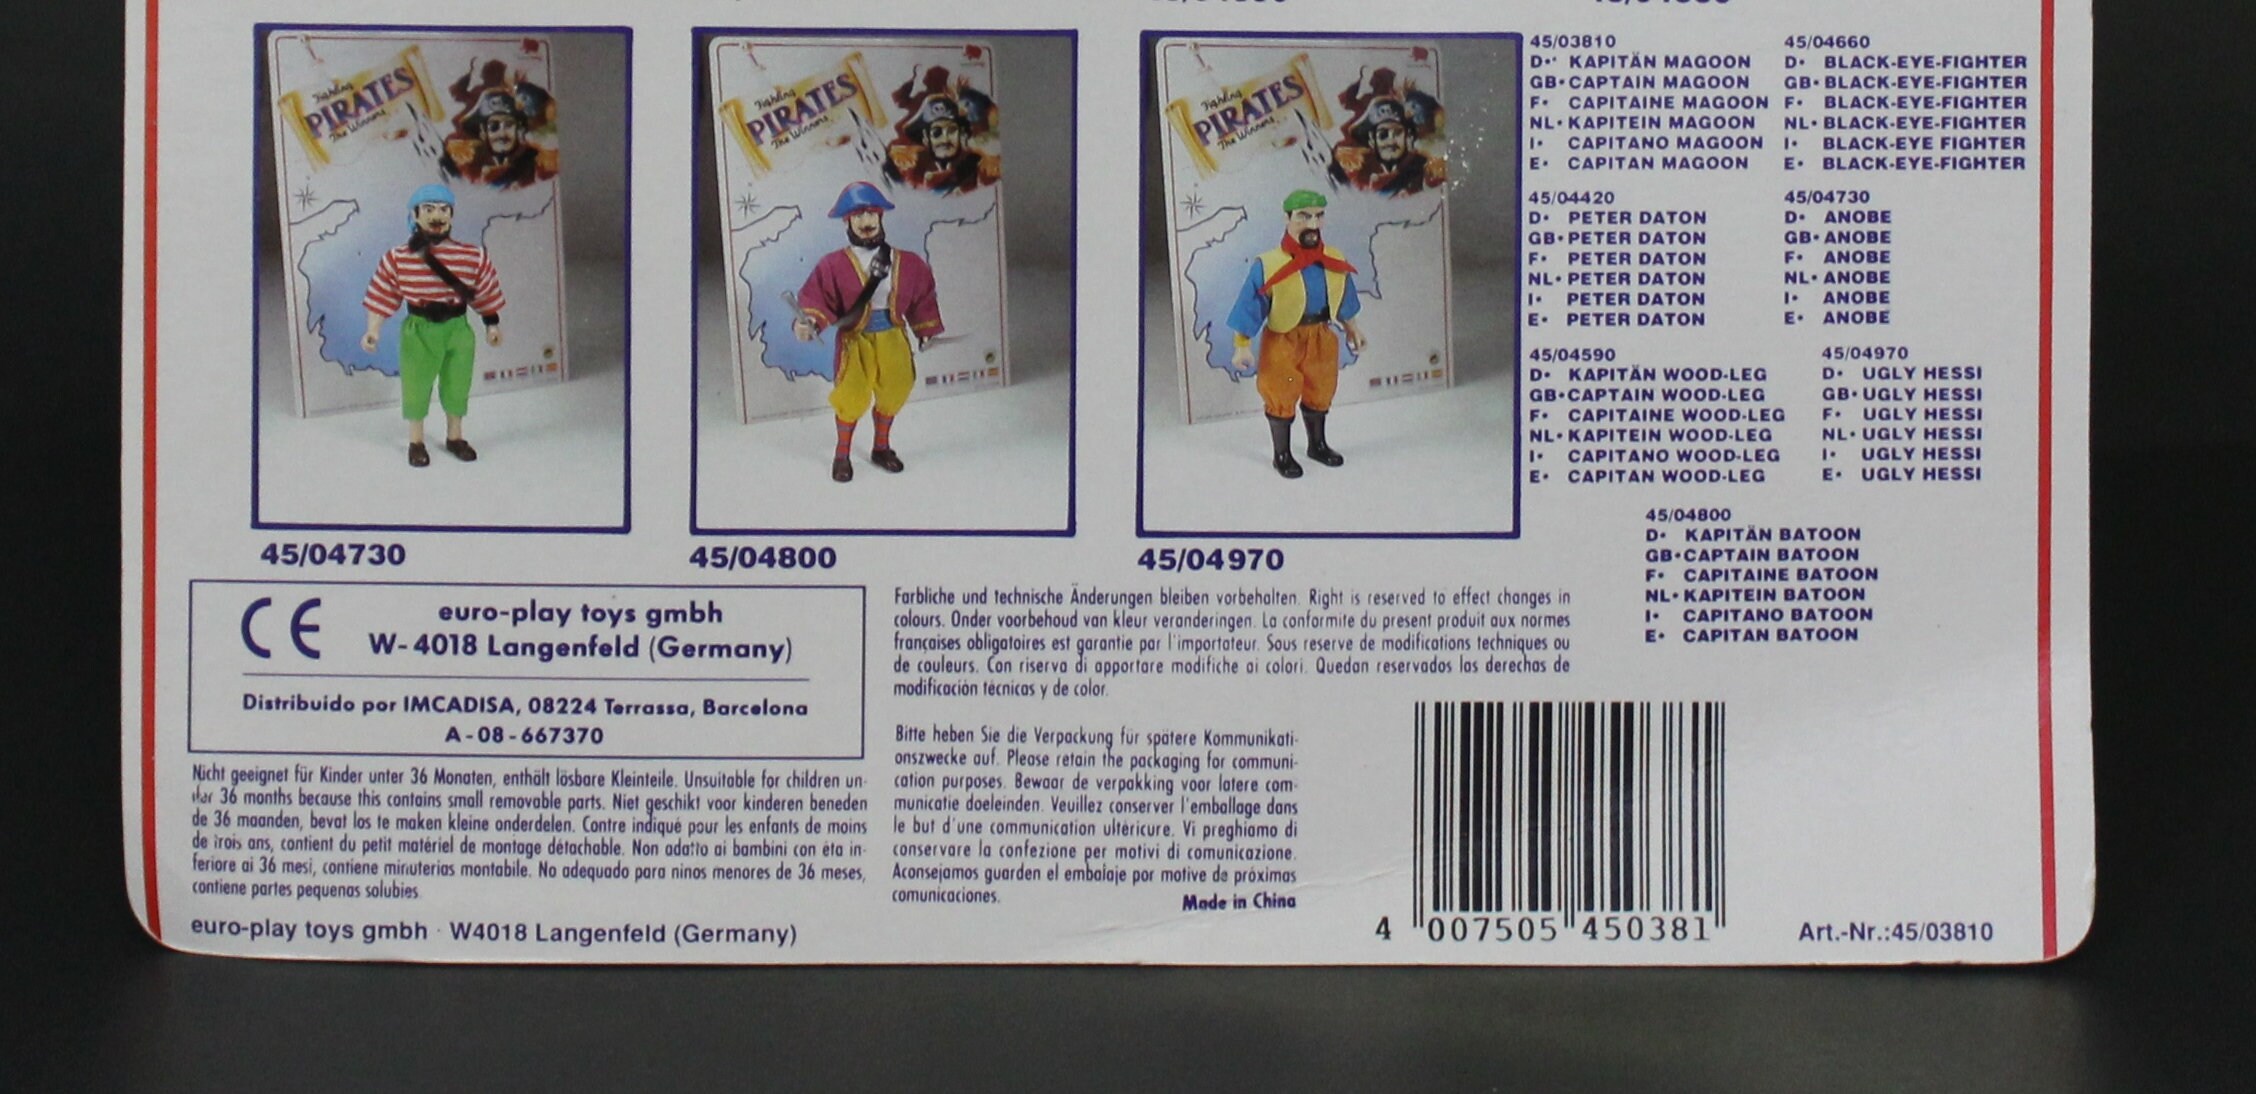 Fighting
PIRATES
The Winners
Fighting
PIRATES
The Winners
Fighting
PIRATES
The Winners
45/04730
45/04800
45/04970
45/03810
D• KAPITÄN MAGOON
GB•CAPTAIN MAGOON
F• CAPITAINE MAGOON
NL•KAPITEIN MAGOON
I• CAPITANO MAGOON
E• CAPITAN MAGOON
45/04660
D• BLACK-EYE-FIGHTER
GB•BLACK-EYE-FIGHTER
F• BLACK-EYE-FIGHTER
NL•BLACK-EYE-FIGHTER
I• BLACK-EYE FIGHTER
E• BLACK-EYE-FIGHTER
45/04420
D• PETER DATON
GB•PETER DATON
F• PETER DATON
NL•PETER DATON
I• PETER DATON
E• PETER DATON
45/04730
D• ANOBE
GB•ANOBE
F• ANOBE
NL•ANOBE
I• ANOBE
E• ANOBE
45/04590
D• KAPITÄN WOOD-LEG
GB•CAPTAIN WOOD-LEG
F• CAPITAINE WOOD-LEG
NL•KAPITEIN WOOD-LEG
I• CAPITANO WOOD-LEG
E• CAPITAN WOOD-LEG
45/04970
D• UGLY HESSI
GB•UGLY HESSI
F• UGLY HESSI
NL•UGLY HESSI
I• UGLY HESSI
E• UGLY HESSI
45/04800
D• KAPITÄN BATOON
GB•CAPTAIN BATOON
F• CAPITAINE BATOON
NL•KAPITEIN BATOON
I• CAPITANO BATOON
E• CAPITAN BATOON
CE
euro-play toys gmbh
W-4018 Langenfeld (Germany)
Distribuido por IMCADISA, 08224 Terrassa, Barcelona
A-08-667370
Nicht geeignet für Kinder unter 36 Monaten, enthält lösbare Kleinteile. Unsuitable for children un-
der 36 months because this contains small removable parts. Niet geschikt voor kinderen beneden
de 36 maanden, bevat los te maken kleine onderdelen. Contre indiqué pour les enfants de moins
de trois ans, contient du petit matériel de montage détachable. Non adatto ai bambini con éta in-
feriore ai 36 mesi, contiene minuterias montabile. No adequado para ninos menores de 36 meses,
contiene partes pequenas solubies.
euro-play toys gmbh · W4018 Langenfeld (Germany)
Farbliche und technische Änderungen bleiben vorbehalten. Right is reserved to effect changes in
colours. Onder voorbehoud van kleur veranderingen. La conformite du present produit aux normes
françaises obligatoires est garantie par l'importateur. Sous reserve de modifications techniques ou
de couleurs. Con riserva di apportare modifiche ai colori. Quedan reservados las derechas de
modificación técnicas y de color.
Bitte heben Sie die Verpackung für spätere Kommunikati-
onszwecke auf. Please retain the packaging for communi-
cation purposes. Bewaar de verpakking voor latere com-
municatie doeleinden. Veuillez conserver l'emballage dans
le but d'une communication ultéricure. Vi preghiamo di
conservare la confezione per motivi di comunicazione.
Aconsejamos guarden el embalaje por motive de próximas
comunicaciones.
Made in China
4 007505 450381
Art.-Nr.:45/03810